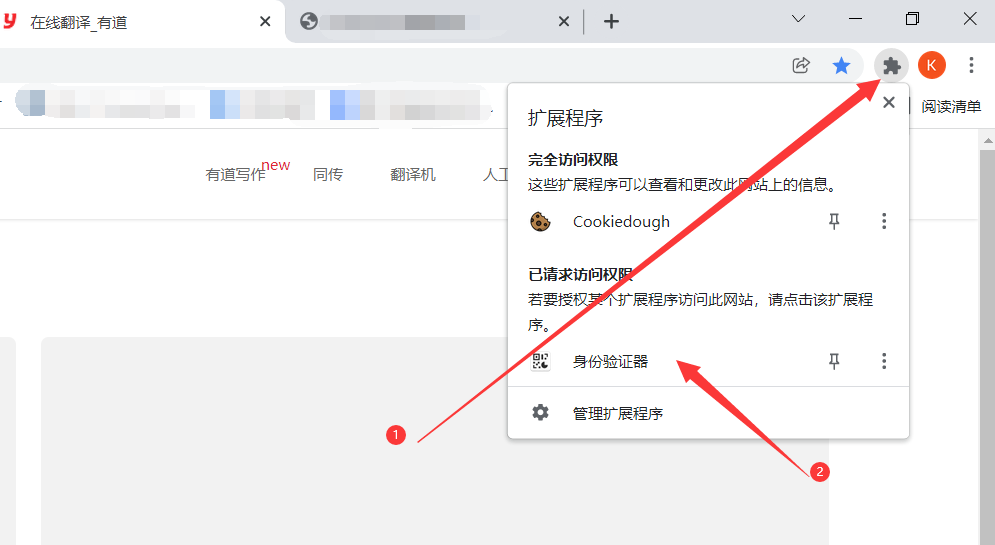 y 在线翻译_有道
K
阅读清单
有道写作 new 同传 翻译机 人工
扩展程序
完全访问权限
这些扩展程序可以查看和更改此网站上的信息。
Cookiedough
已请求访问权限
若要授权某个扩展程序访问此网站，请点击该扩展程
序。
身份验证器
管理扩展程序
1
2